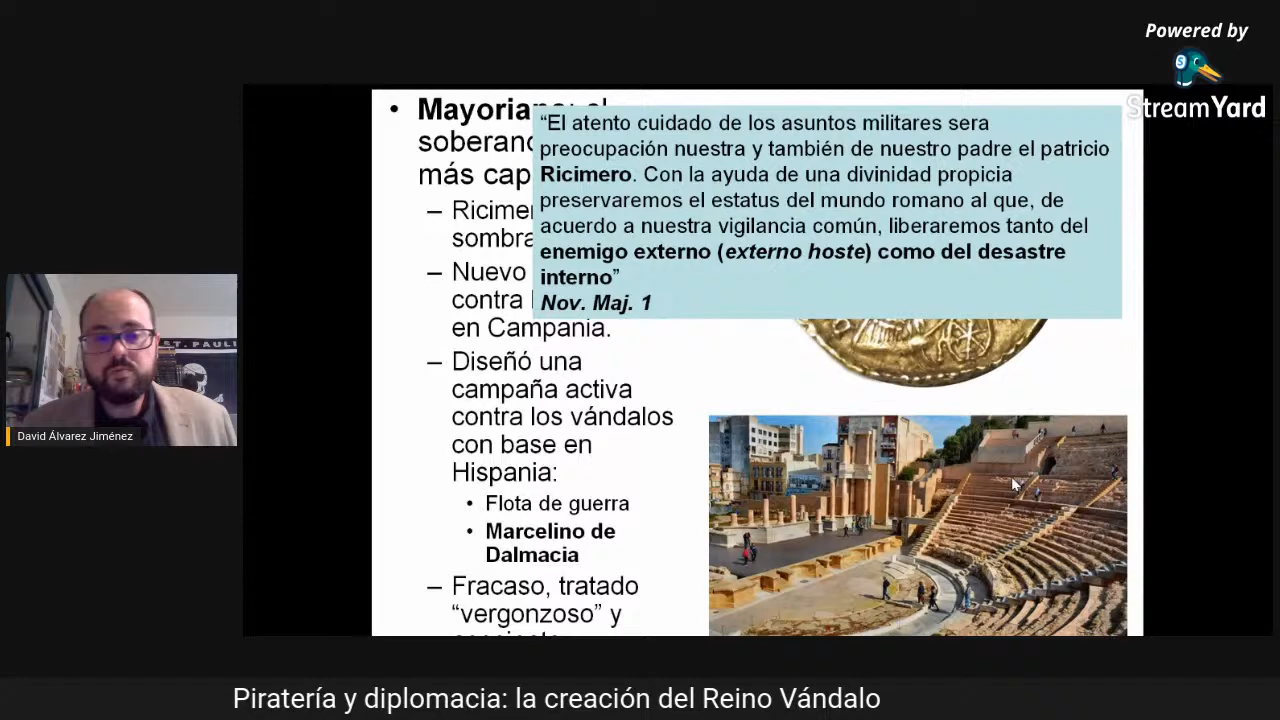 Powered by
StreamYard
• Mayoriano: el
soberano
más cap
– Ricimer
sombra
– Nuevo
contra
en Campania.
– Diseñó una
campaña activa
contra los vándalos
con base en
Hispania:
• Flota de guerra
• Marcelino de
Dalmacia
– Fracaso, tratado
“vergonzoso” y
“El atento cuidado de los asuntos militares sera
preocupación nuestra y también de nuestro padre el patricio
Ricimero. Con la ayuda de una divinidad propicia
preservaremos el estatus del mundo romano al que, de
acuerdo a nuestra vigilancia común, liberaremos tanto del
enemigo externo (externo hoste) como del desastre
interno”
Nov. Maj. 1
ST. PAULI
David Álvarez Jiménez
Piratería y diplomacia: la creación del Reino Vándalo